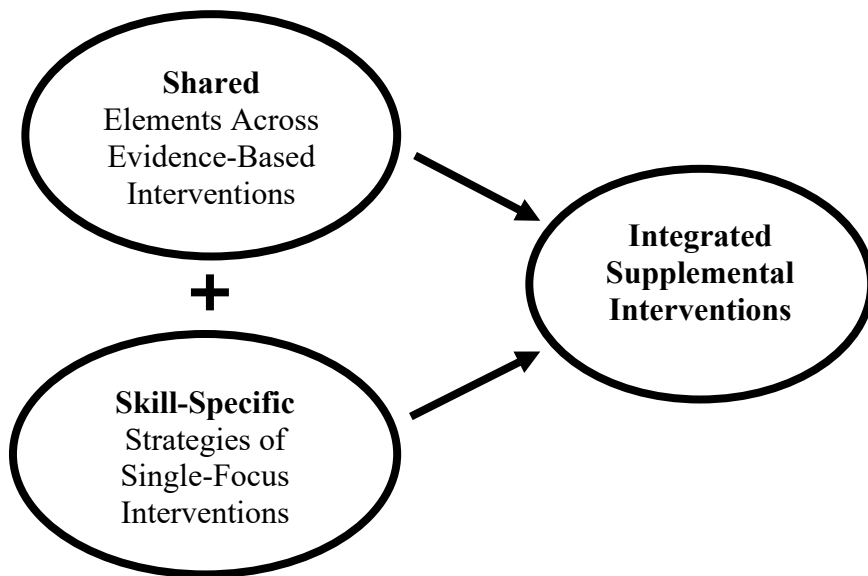 Shared
Elements Across
Evidence-Based
Interventions
+
Skill-Specific
Strategies of
Single-Focus
Interventions
Integrated
Supplemental
Interventions